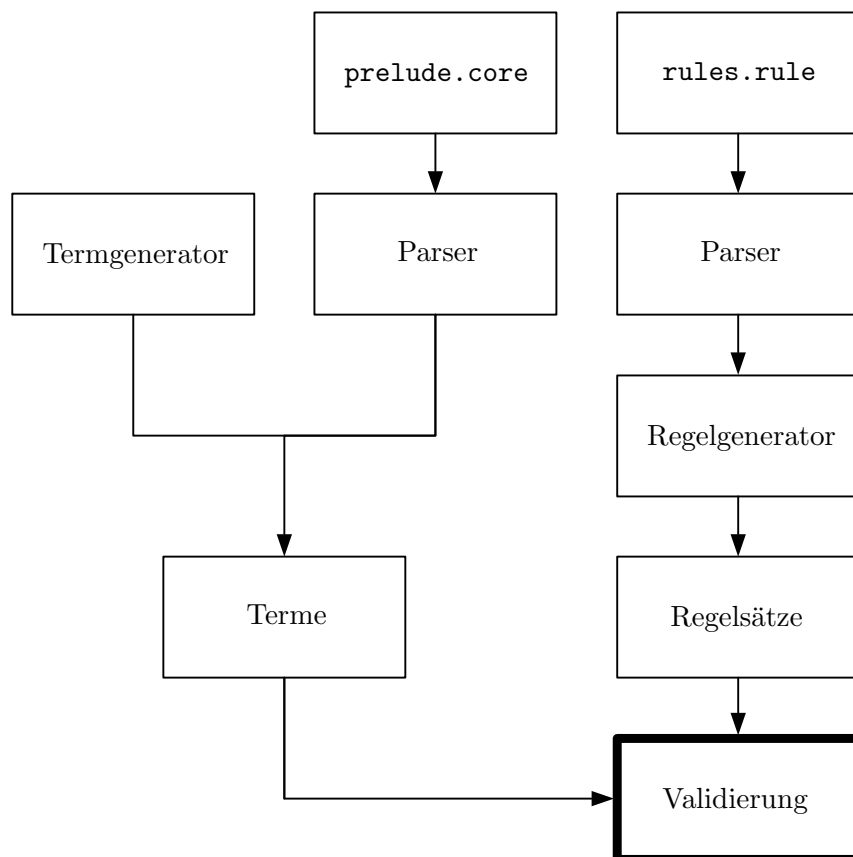 prelude.core
rules.rule
Termgenerator
Parser
Parser
Regelgenerator
Terme
Regelsätze
Validierung